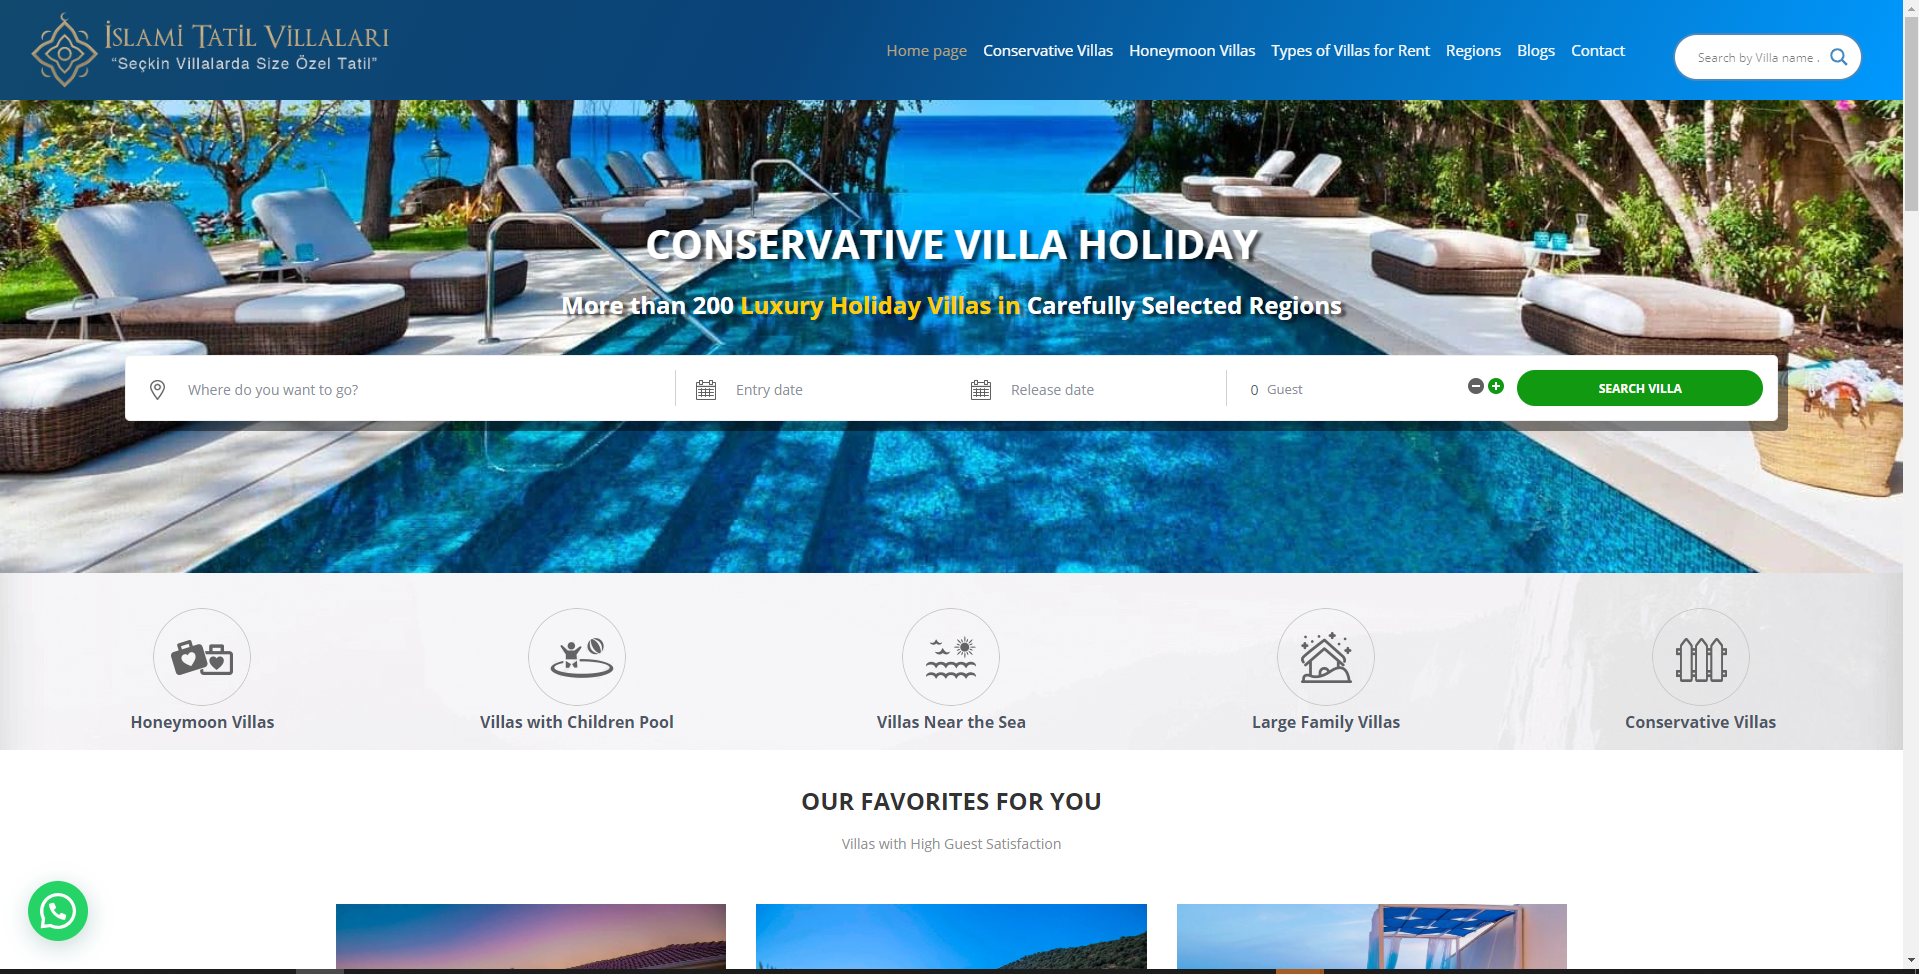 İSLAMİ TATİL VİLLALARI
“Seçkin Villalarda Size Özel Tatil”
Home page Conservative Villas Honeymoon Villas Types of Villas for Rent Regions Blogs Contact
Search by Villa name .
CONSERVATIVE VILLA HOLIDAY
More than 200 Luxury Holiday Villas in Carefully Selected Regions
Where do you want to go? Entry date Release date 0 Guest SEARCH VILLA
Honeymoon Villas Villas with Children Pool Villas Near the Sea Large Family Villas Conservative Villas
OUR FAVORITES FOR YOU
Villas with High Guest Satisfaction